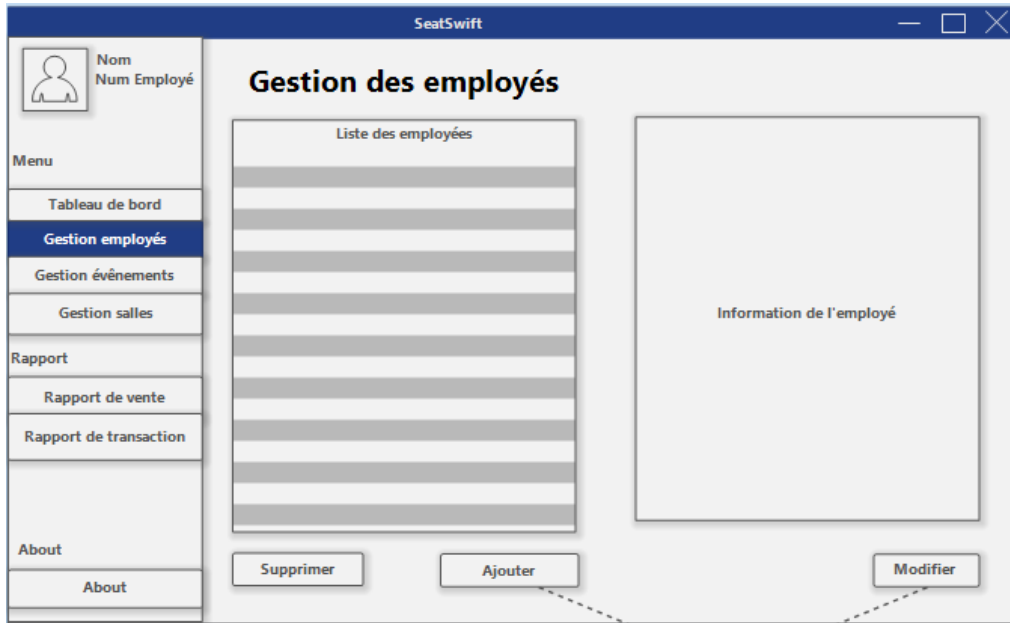 SeatSwift
Nom
Num Employé
Menu
Tableau de bord
Gestion employés
Gestion évênements
Gestion salles
Rapport
Rapport de vente
Rapport de transaction
About
About
Gestion des employés
Liste des employées
Information de l'employé
Supprimer
Ajouter
Modifier